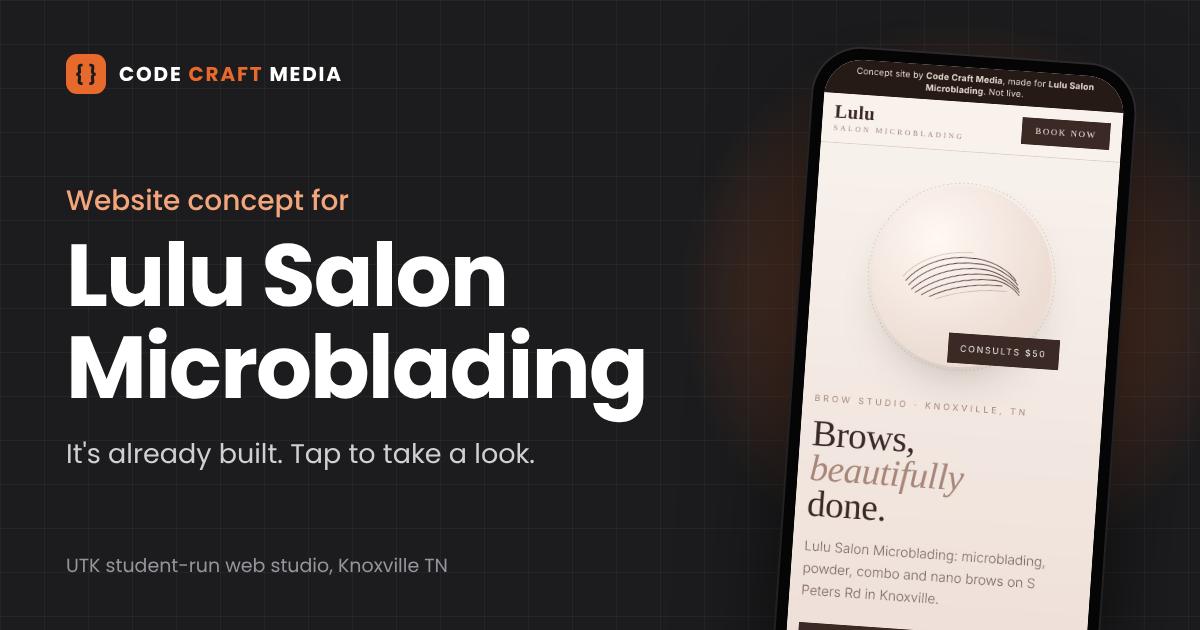 { } CODE CRAFT MEDIA
Website concept for
Lulu Salon
Microblading
It's already built. Tap to take a look.
UTK student-run web studio, Knoxville TN
Concept site by Code Craft Media, made for Lulu Salon
Microblading. Not live.
Lulu
SALON MICROBLADING
BOOK NOW
CONSULTS $50
BROW STUDIO · KNOXVILLE, TN
Brows,
beautifully
done.
Lulu Salon Microblading: microblading,
powder, combo and nano brows on S
Peters Rd in Knoxville.